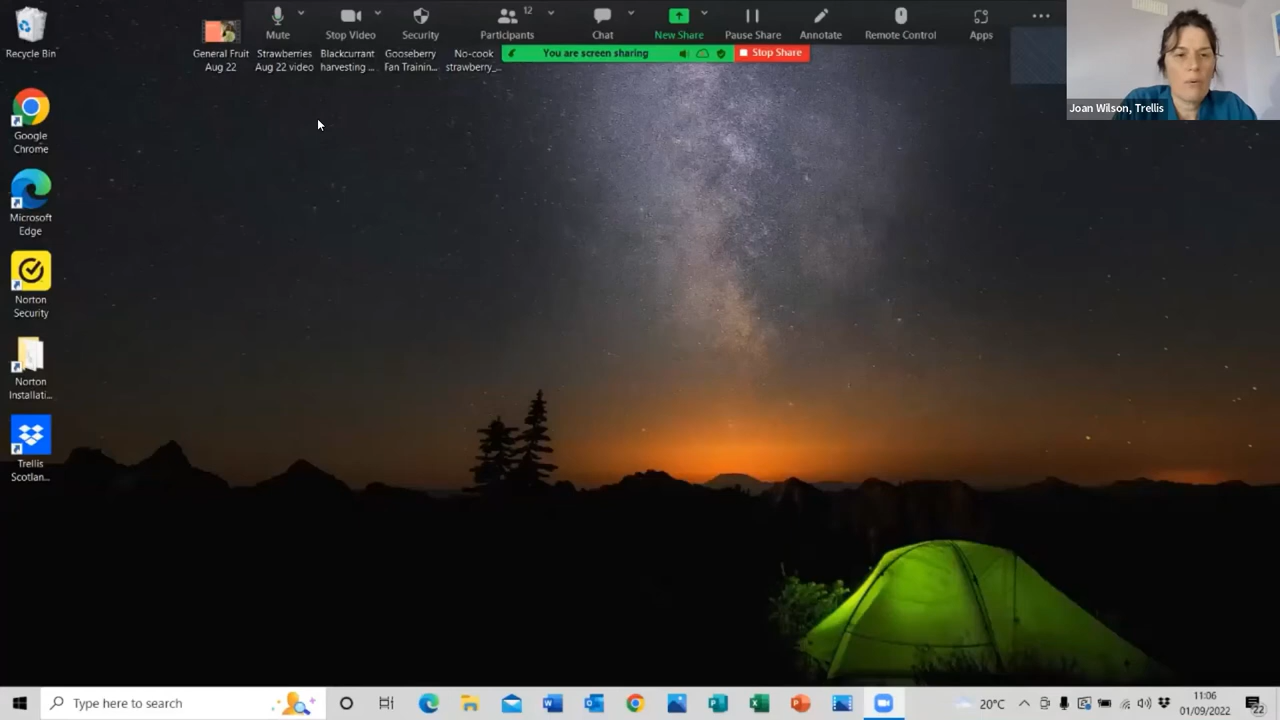 Recycle Bin
12
Mute
Stop Video
Security
Participants
Chat
New Share
Pause Share
Annotate
Remote Control
Apps
General Fruit
Aug 22
Strawberries
Aug 22 video
Blackcurrant
harvesting ...
Gooseberry
Fan Trainin...
No-cook
strawberry_...
You are screen sharing
Stop Share
Joan Wilson, Trellis
Google
Chrome
Microsoft
Edge
Norton
Security
Norton
Installati...
Trellis
Scotlan...
Type here to search
20°C
11:06
01/09/2022
22